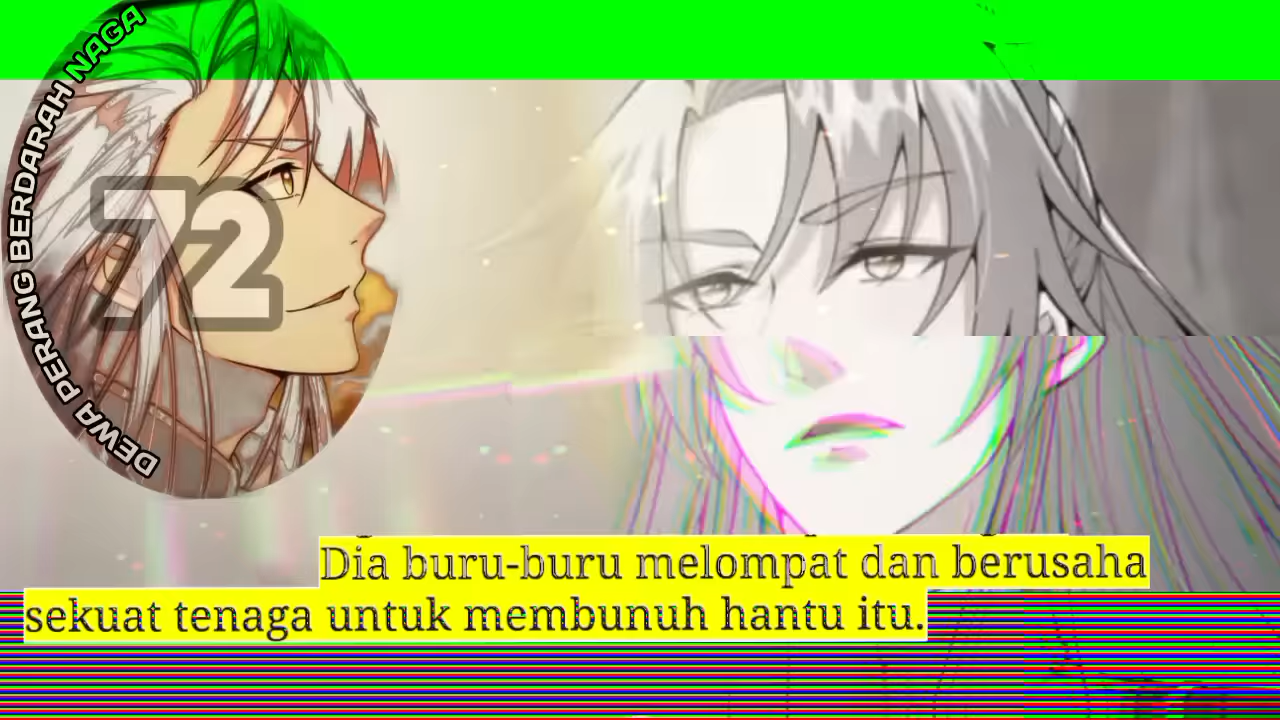 DEWA PERANG BERDARAH NAGA
72
Dia buru-buru melompat dan berusaha
sekuat tenaga untuk membunuh hantu itu.